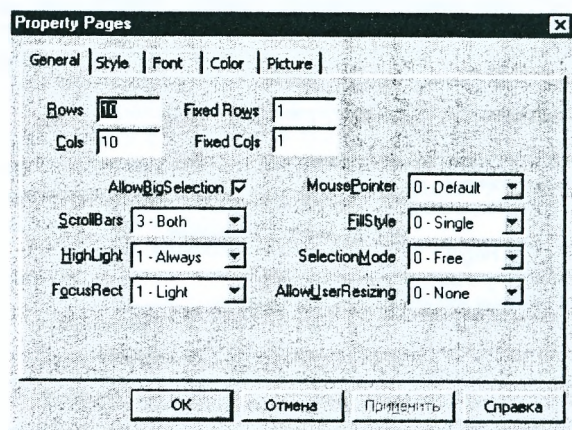 Property Pages
General Style Font Color Picture
Rows 10 Fixed Rows 1
Cols 10 Fixed Cols 1
AllowBigSelection MousePointer 0 - Default
ScrollBars 3 - Both FillStyle 0 - Single
HighLight 1 - Always SelectionMode 0 - Free
FocusRect 1 - Light AllowUserResizing 0 - None
OK Отмена Применить Справка